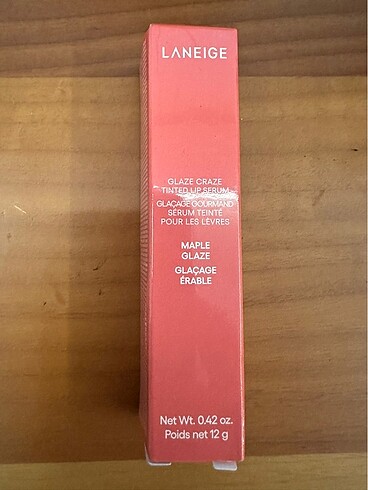 LANEIGE
GLAZE CRAZE
TINTED LIP SERUM
GLAÇAGE GOURMAND
SÉRUM TEINTÉ
POUR LES LÈVRES
MAPLE
GLAZE
GLAÇAGE
ÉRABLE
Net Wt. 0.42 oz.
Poids net 12 g